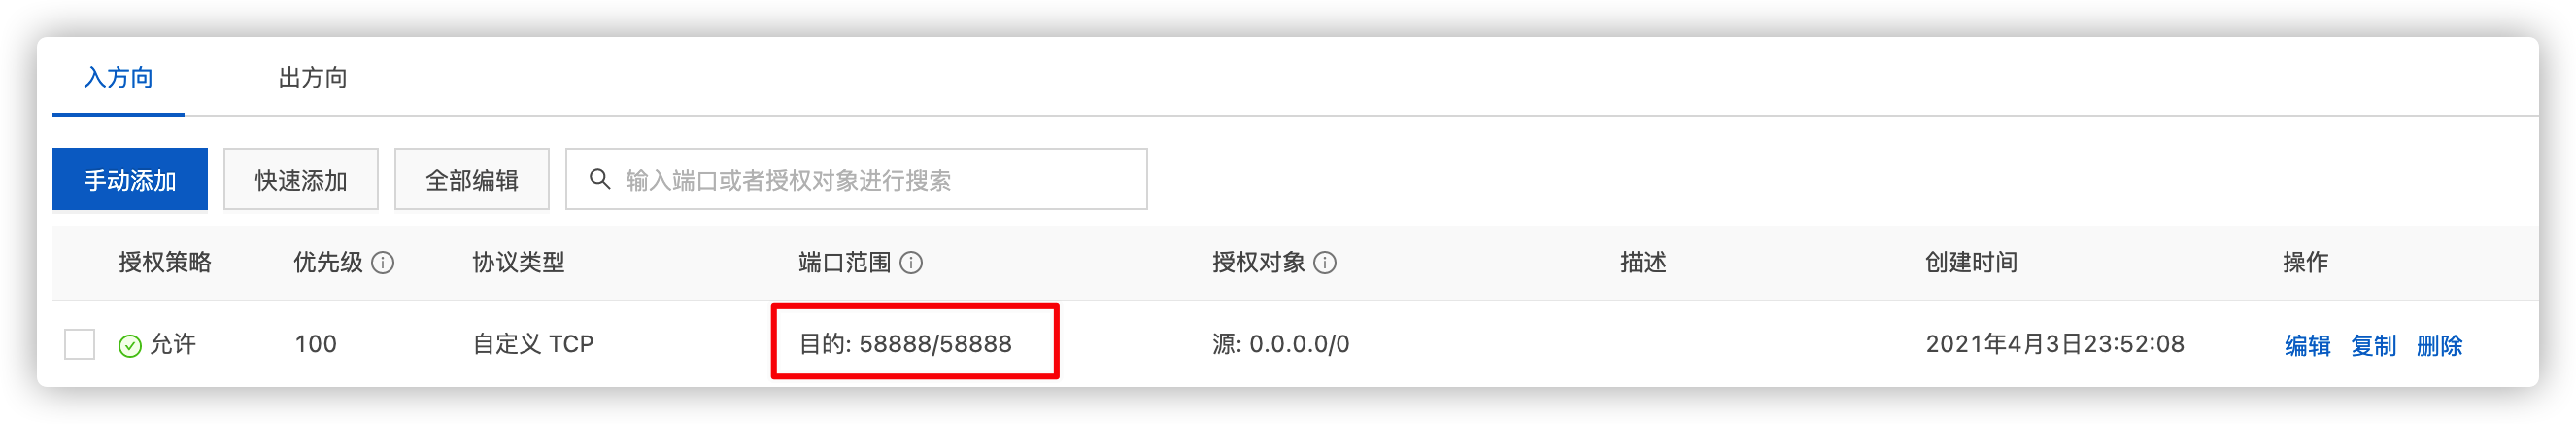 入方向 出方向
手动添加 快速添加 全部编辑 输入端口或者授权对象进行搜索
授权策略 优先级 协议类型 端口范围 授权对象 描述 创建时间 操作
允许 100 自定义 TCP 目的: 58888/58888 源: 0.0.0.0/0 2021年4月3日23:52:08 编辑 复制 删除